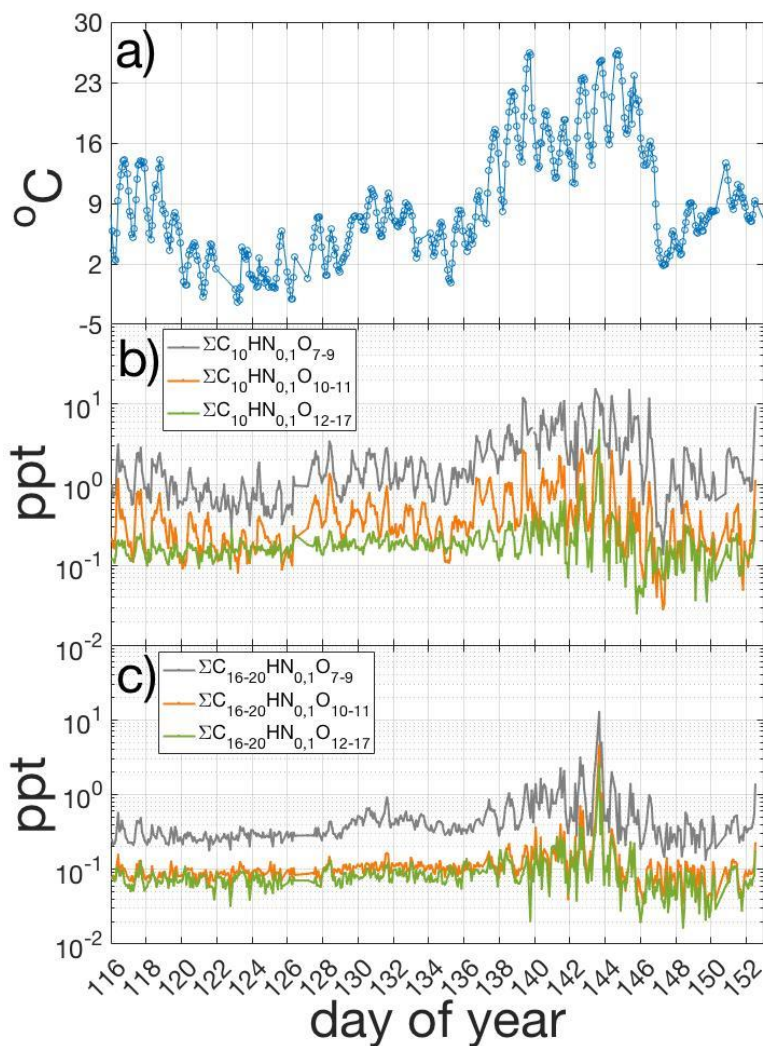 a)
30
23
16
9
2
-5
°C
b)
ΣC₁₀HN₀,₁O₇₋₉
ΣC₁₀HN₀,₁O₁₀₋₁₁
ΣC₁₀HN₀,₁O₁₂₋₁₇
10¹
10⁰
10⁻¹
10⁻²
ppt
c)
ΣC₁₆₋₂₀HN₀,₁O₇₋₉
ΣC₁₆₋₂₀HN₀,₁O₁₀₋₁₁
ΣC₁₆₋₂₀HN₀,₁O₁₂₋₁₇
10¹
10⁰
10⁻¹
10⁻²
ppt
116 118 120 122 124 126 128 130 132 134 136 138 140 142 144 146 148 150 152
day of year